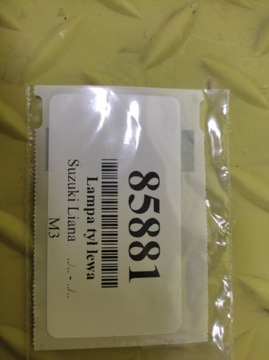 85881
Lampa tył lewa
Suzuki Liana ../.. - ../..
M3